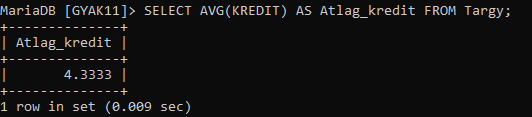 MariaDB [GYAK11]> SELECT AVG(KREDIT) AS Atlag_kredit FROM Targy;
+--------------+
| Atlag_kredit |
+--------------+
|       4.3333 |
+--------------+
1 row in set (0.009 sec)